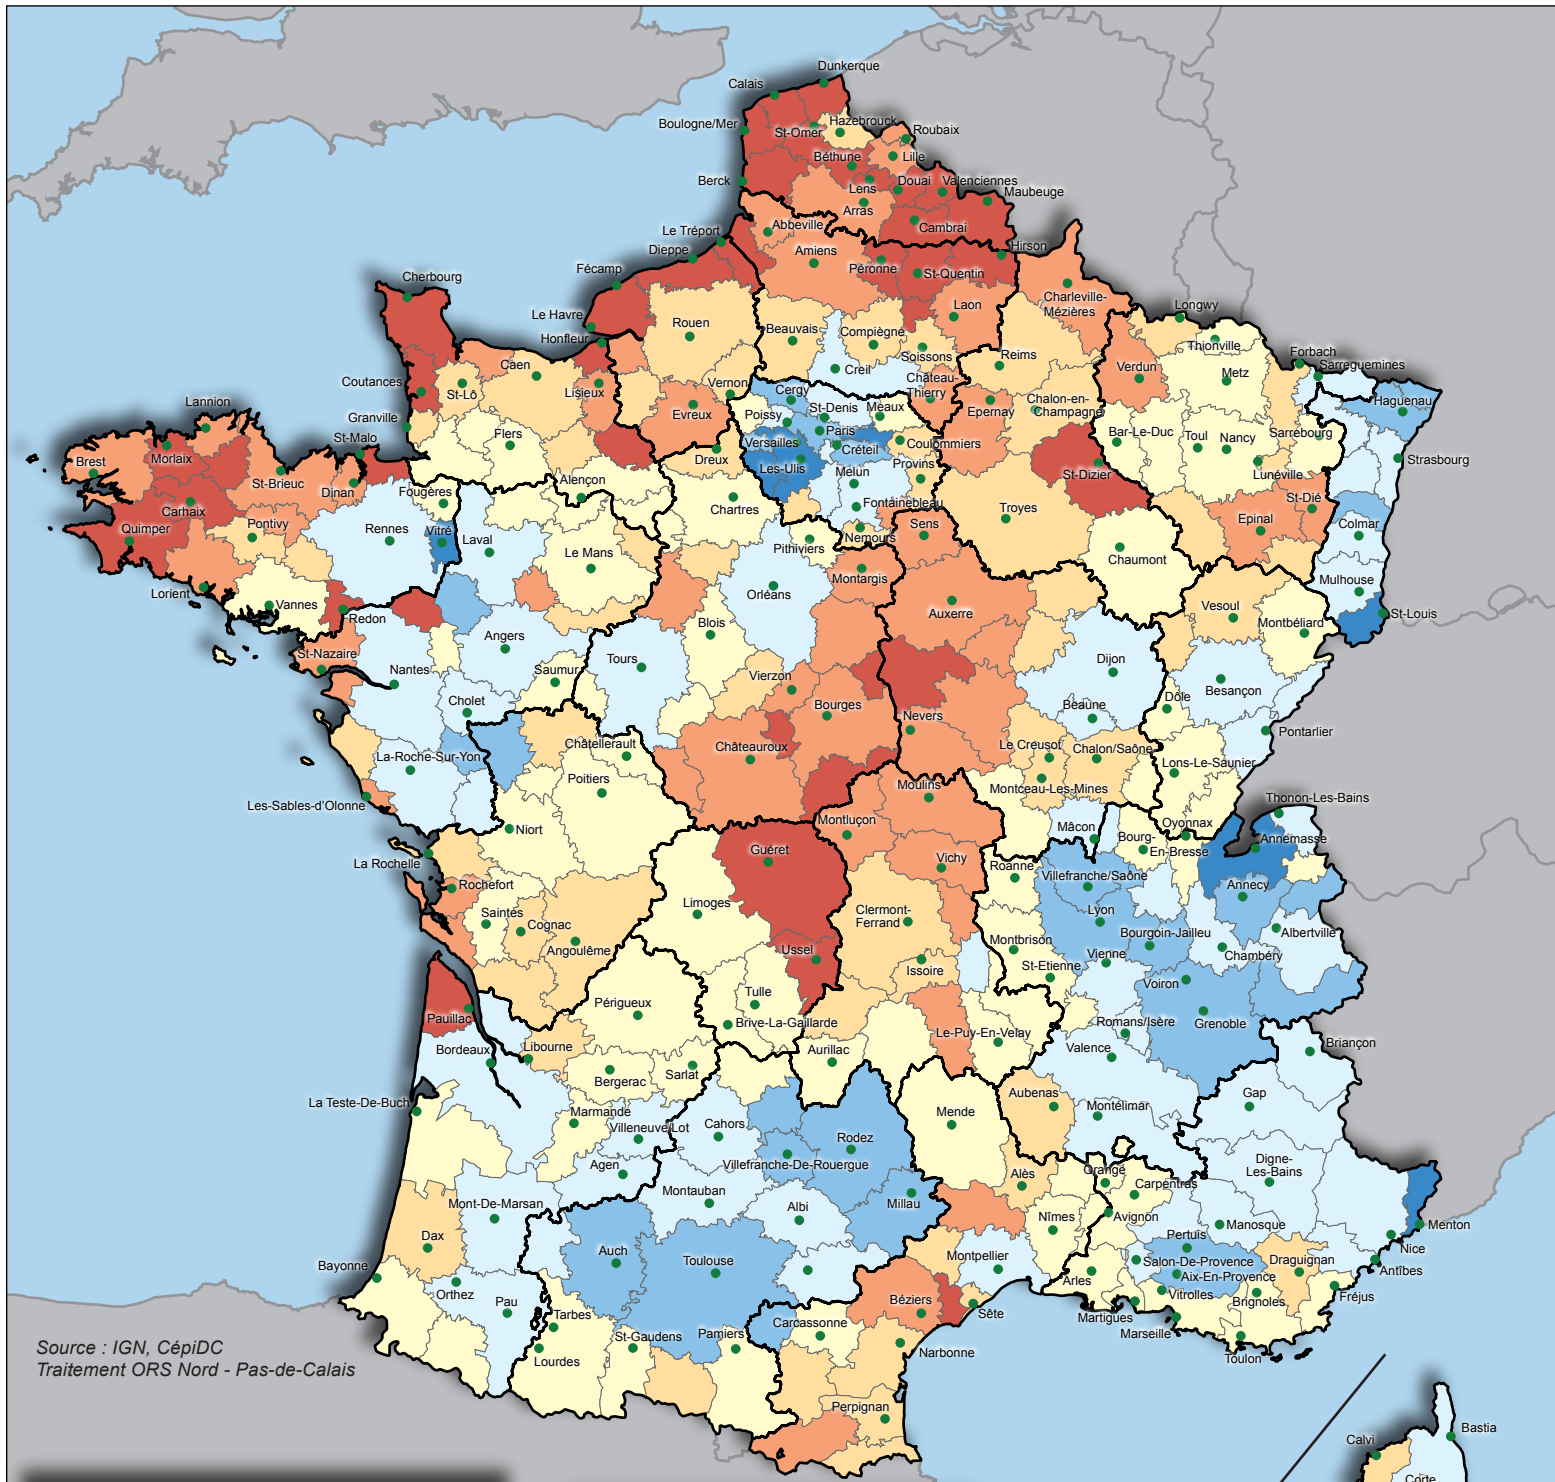 Dunkerque
Calais
Boulogne/Mer
Hazebrouck
Roubaix
St-Omer
Béthune
Lille
Berck
Lens
Douai
Valenciennes
Maubeuge
Arras
Cambrai
Abbeville
Le Tréport
Dieppe
Amiens
Hirson
Péronne
St-Quentin
Fécamp
Cherbourg
Charleville-
Mézières
Laon
Longwy
Le Havre
Rouen
Beauvais
Compiègne
Honfleur
Soissons
Reims
Thionville
Forbach
Sarreguemines
Caen
Creil
Château-
Thierry
Verdun
Metz
Coutances
St-Lô
Lisieux
Vernon
Cergy
Evreux
Poissy
St-Denis
Meaux
Epernay
Chalon-en-
Champagne
Haguenau
Lannion
Granville
Flers
Paris
Versailles
Créteil
Coulommiers
Bar-Le-Duc
Toul
Nancy
Sarrebourg
St-Malo
Morlaix
Brest
Dreux
Les-Ulis
Melun
Provins
Strasbourg
St-Dizier
Lunéville
St-Brieuc
Dinan
Fougères
Alençon
Chartres
Fontainebleau
St-Dié
Carhaix
Quimper
Pontivy
Rennes
Vitré
Laval
Le Mans
Nemours
Sens
Troyes
Epinal
Colmar
Pithiviers
Chaumont
Lorient
Vannes
Redon
Orléans
Montargis
Mulhouse
Auxerre
Vesoul
St-Louis
Montbéliard
Angers
Blois
St-Nazaire
Nantes
Saumur
Tours
Vierzon
Dijon
Besançon
Cholet
Bourges
Nevers
Beaune
Dôle
Pontarlier
La-Roche-Sur-Yon
Châtellerault
Châteauroux
Le Creusot
Chalon/Saône
Lons-Le-Saunier
Poitiers
Moulins
Montceau-Les-Mines
Thonon-Les-Bains
Les-Sables-d'Olonne
Niort
Montluçon
Mâcon
Oyonnax
Bourg-
En-Bresse
Annemasse
La Rochelle
Guéret
Vichy
Roanne
Villefranche/Saône
Annecy
Rochefort
Limoges
Clermont-
Ferrand
Lyon
Saintes
Cognac
Bourgoin-Jailleu
Albertville
Angoulême
Ussel
Montbrison
Vienne
Chambéry
Issoire
St-Etienne
Voiron
Pauillac
Périgueux
Tulle
Grenoble
Brive-La-Gaillarde
Le-Puy-En-Velay
Romans/Isère
Bordeaux
Libourne
Aurillac
Valence
Briançon
Bergerac
Sarlat
La Teste-De-Buch
Marmande
Villeneuve/Lot
Cahors
Mende
Aubenas
Montélimar
Gap
Rodez
Agen
Villefranche-De-Rouergue
Digne-
Les-Bains
Alès
Orange
Carpentras
Mont-De-Marsan
Montauban
Albi
Millau
Nîmes
Avignon
Manosque
Menton
Dax
Auch
Toulouse
Montpellier
Pertuis
Nice
Bayonne
Salon-De-Provence
Draguignan
Antîbes
Arles
Aix-En-Provence
Orthez
Pau
Béziers
Vitrolles
Fréjus
Tarbes
Sête
Martigues
Brignoles
Carcassonne
St-Gaudens
Pamiers
Marseille
Lourdes
Narbonne
Toulon
Source : IGN, CépiDC
Traitement ORS Nord - Pas-de-Calais
Perpignan
Bastia
Calvi
Corte